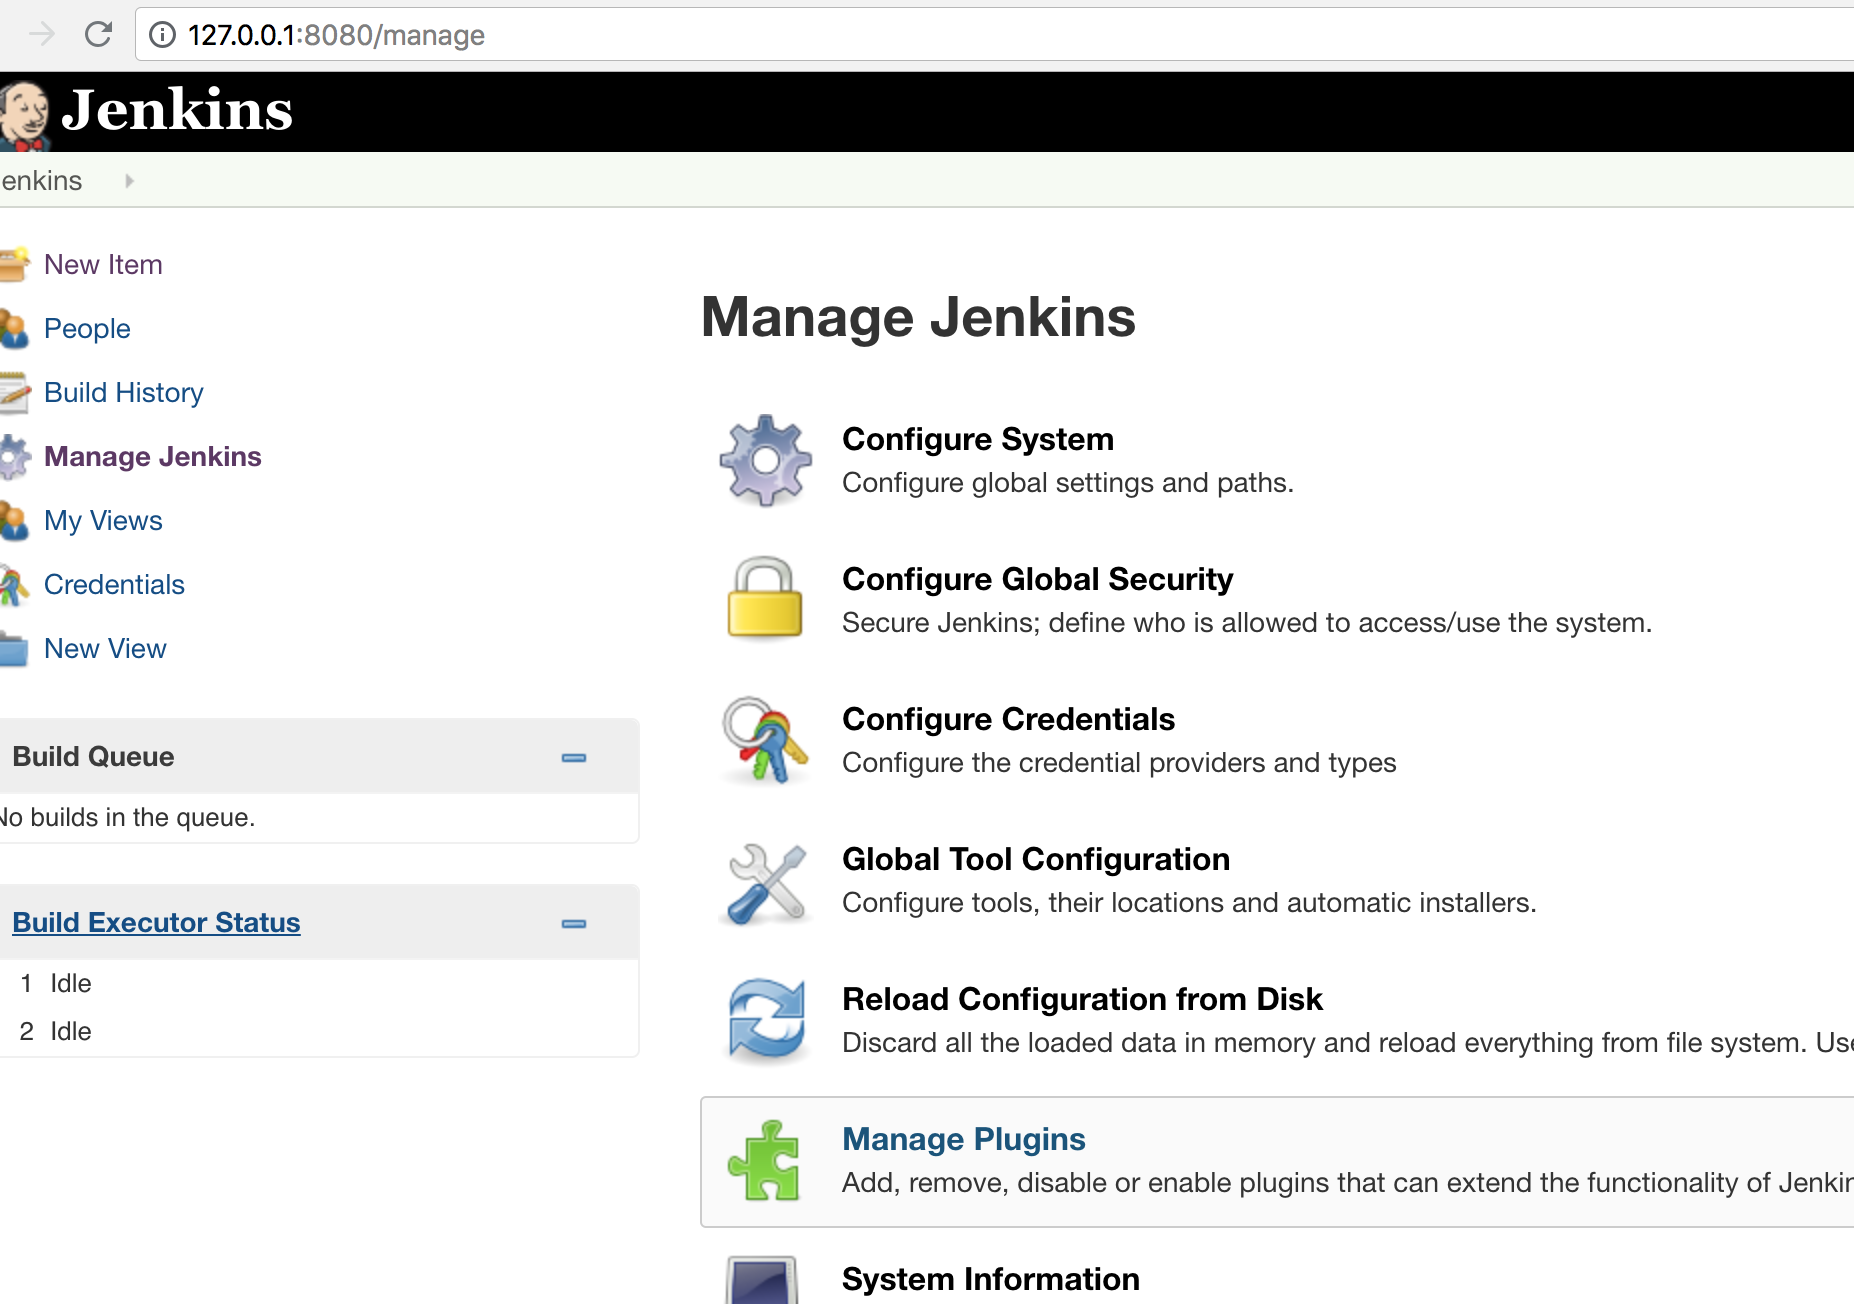 127.0.0.1:8080/manage
Jenkins
enkins
New Item
People
Build History
Manage Jenkins
My Views
Credentials
New View
Build Queue
No builds in the queue.
Build Executor Status
1 Idle
2 Idle
Manage Jenkins
Configure System
Configure global settings and paths.
Configure Global Security
Secure Jenkins; define who is allowed to access/use the system.
Configure Credentials
Configure the credential providers and types
Global Tool Configuration
Configure tools, their locations and automatic installers.
Reload Configuration from Disk
Discard all the loaded data in memory and reload everything from file system. Use
Manage Plugins
Add, remove, disable or enable plugins that can extend the functionality of Jenkin
System Information